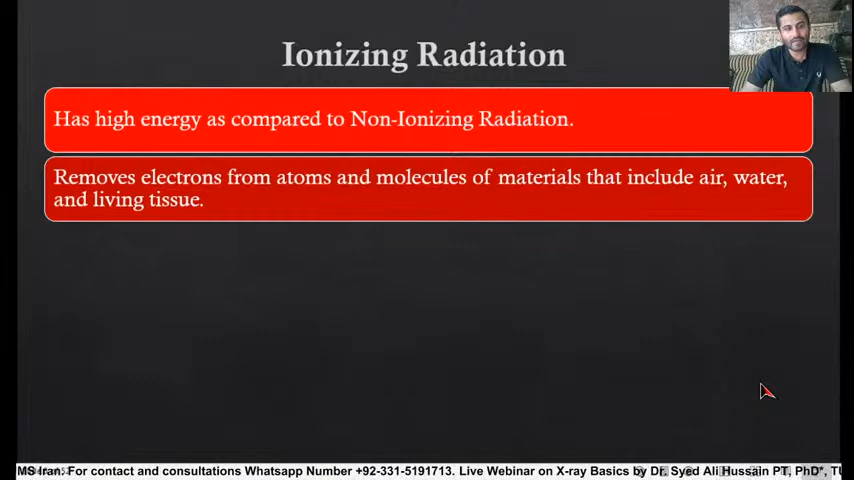 Ionizing Radiation
Has high energy as compared to Non-Ionizing Radiation.
Removes electrons from atoms and molecules of materials that include air, water,
and living tissue.
MS Iran. For contact and consultations Whatsapp Number +92-331-5191713. Live Webinar on X-ray Basics by Dr. Syed Ali Hussain PT, PhD*, TU